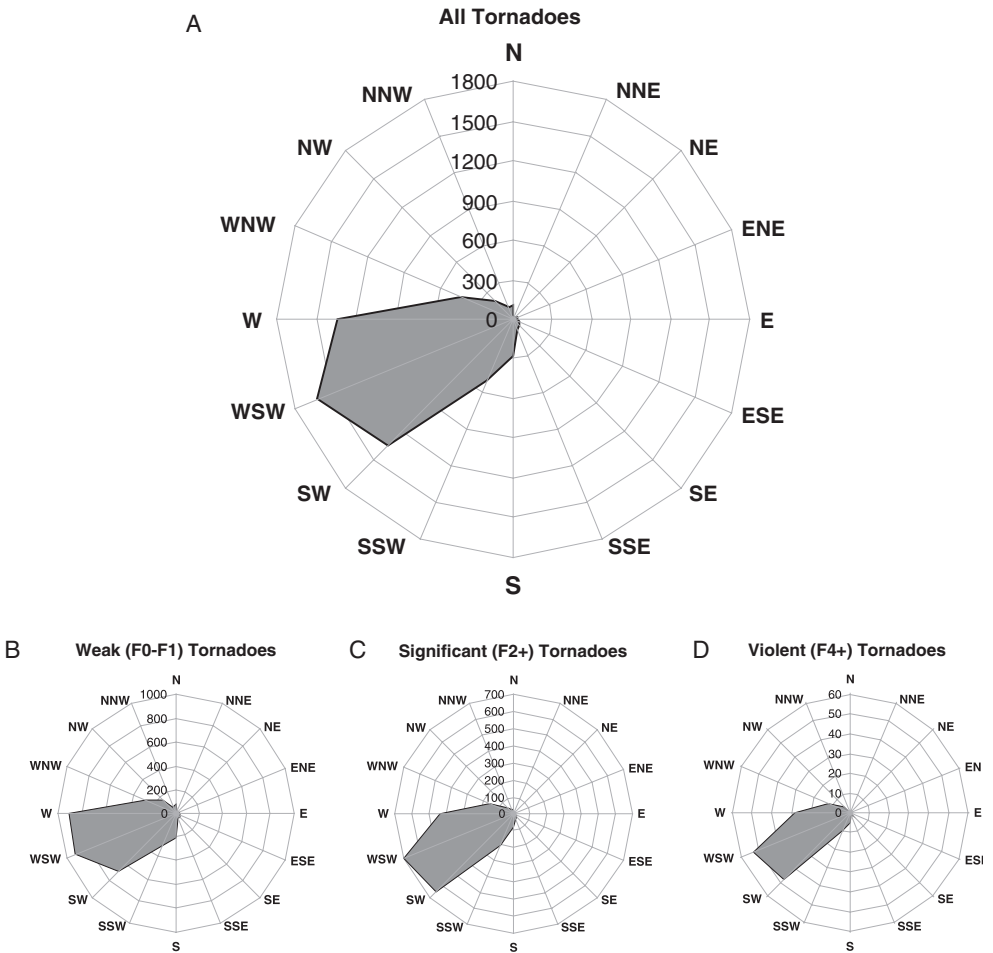 A
All Tornadoes
N
NNE
NE
ENE
E
ESE
SE
SSE
S
SSW
SW
WSW
W
WNW
NW
NNW
1800
1500
1200
900
600
300
0
B
Weak (F0-F1) Tornadoes
N
NNE
NE
ENE
E
ESE
SE
SSE
S
SSW
SW
WSW
W
WNW
NW
NNW
1000
800
600
400
200
0
C
Significant (F2+) Tornadoes
N
NNE
NE
ENE
E
ESE
SE
SSE
S
SSW
SW
WSW
W
WNW
NW
NNW
700
600
500
400
300
200
100
0
D
Violent (F4+) Tornadoes
N
NNE
NE
EN
E
ES
SE
SSE
S
SSW
SW
WSW
W
WNW
NW
NNW
60
50
40
30
20
10
0